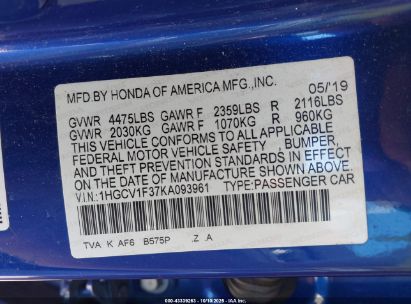 MFD.BY HONDA OF AMERICA MFG.,INC. 05/'19
GVWR 4475LBS GAWR F 2359LBS R 2116LBS
GVWR 2030KG GAWR F 1070KG R 960KG
THIS VEHICLE CONFORMS TO ALL APPLICABLE
FEDERAL MOTOR VEHICLE SAFETY, BUMPER,
AND THEFT PREVENTION STANDARDS IN EFFECT
ON THE DATE OF MANUFACTURE SHOWN ABOVE.
V.I.N.:1HGCV1F37KA093961 TYPE:PASSENGER CAR
TVA K AF6 B575P .Z .A